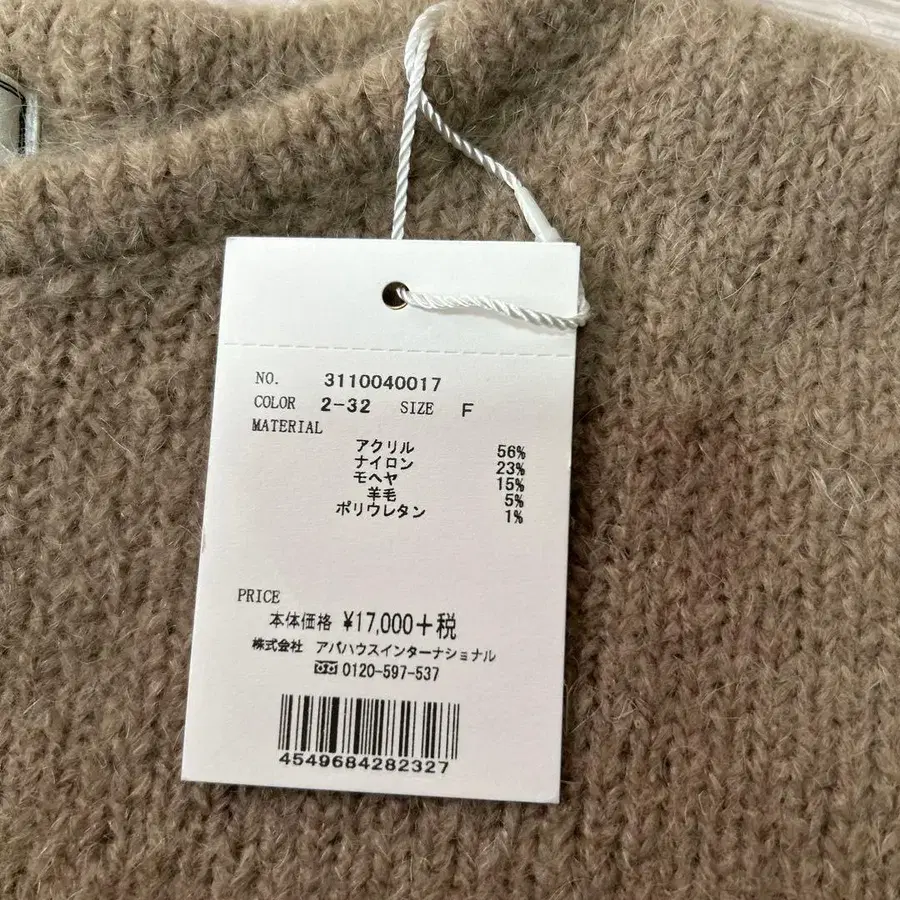 NO. 3110040017
COLOR 2-32 SIZE F
MATERIAL
アクリル 56%
ナイロン 23%
モヘヤ 15%
羊毛 5%
ポリウレタン 1%
PRICE
本体価格 ¥17,000+税
株式会社 アバハウスインターナショナル
0120-597-537
4549684282327